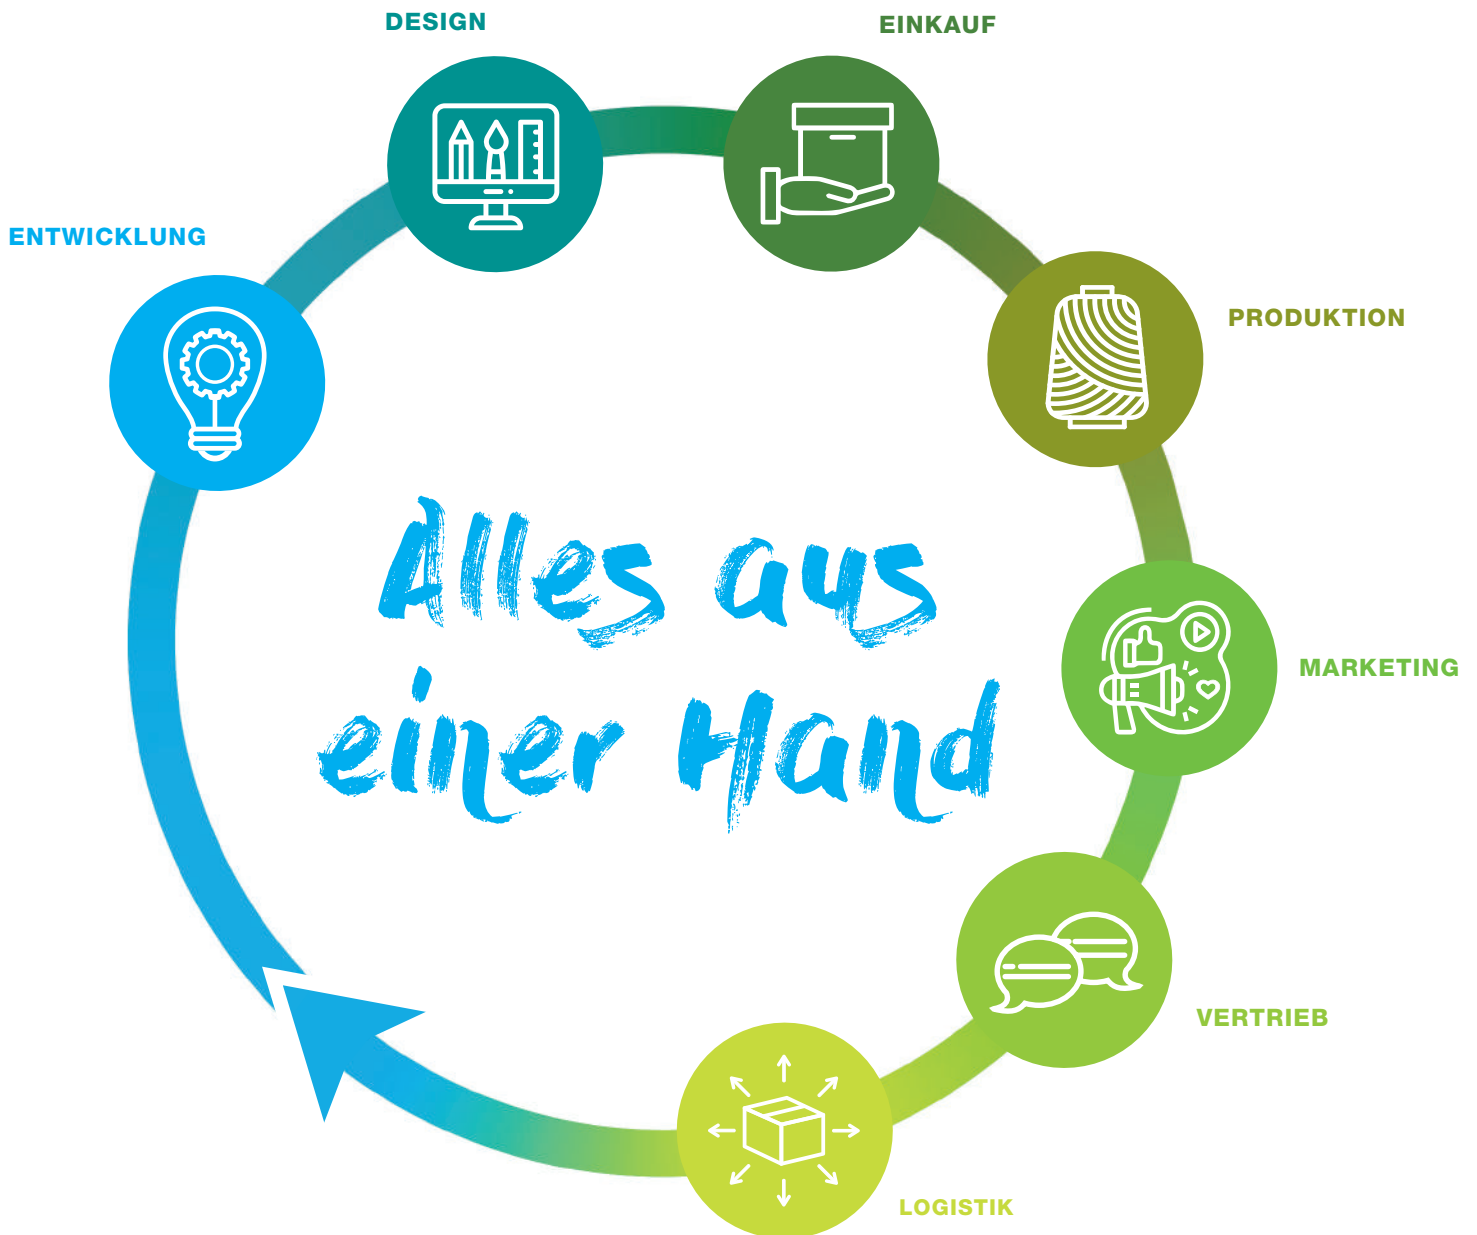 DESIGN
EINKAUF
ENTWICKLUNG
PRODUKTION
Alles aus
einer Hand
MARKETING
VERTRIEB
LOGISTIK